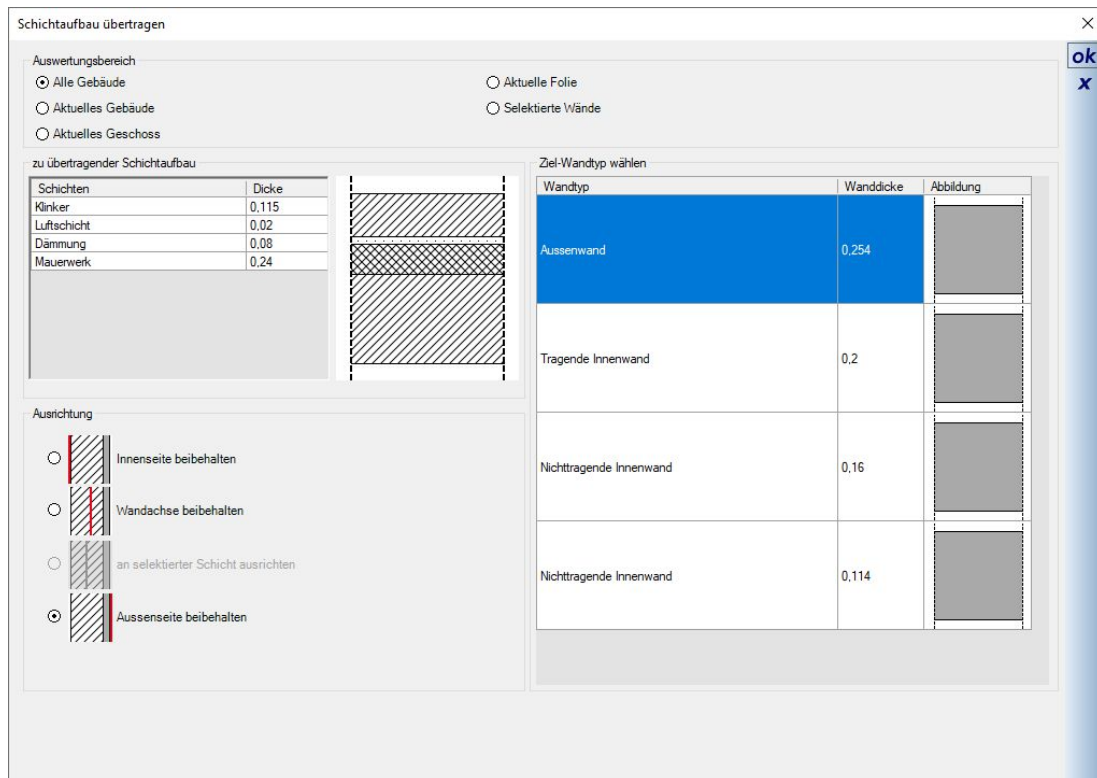 Schichtaufbau übertragen
ok
x
Auswertungsbereich
Alle Gebäude
Aktuelles Gebäude
Aktuelles Geschoss
Aktuelle Folie
Selektierte Wände
zu übertragender Schichtaufbau
Schichten Dicke
Klinker 0,115
Luftschicht 0,02
Dämmung 0,08
Mauerwerk 0,24
Ausrichtung
Innenseite beibehalten
Wandachse beibehalten
an selektierter Schicht ausrichten
Aussenseite beibehalten
Ziel-Wandtyp wählen
Wandtyp Wanddicke Abbildung
Aussenwand 0,254
Tragende Innenwand 0,2
Nichttragende Innenwand 0,16
Nichttragende Innenwand 0,114